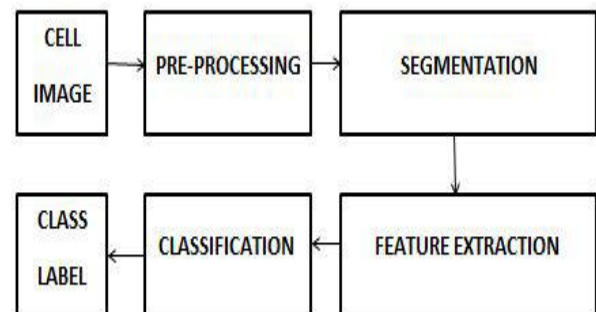 CELL
IMAGE
PRE-PROCESSING
SEGMENTATION
CLASS
LABEL
CLASSIFICATION
FEATURE EXTRACTION